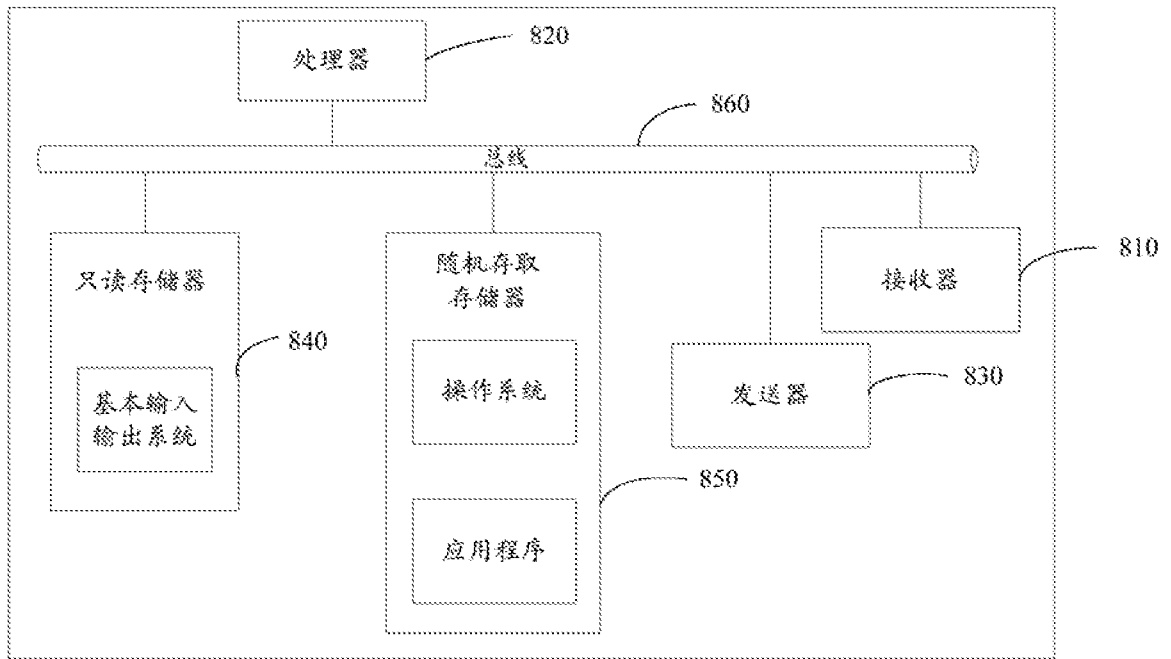 处理器
820
860
总线
只读存储器
840
基本输入
输出系统
随机存取
存储器
操作系统
应用程序
850
发送器
830
接收器
810